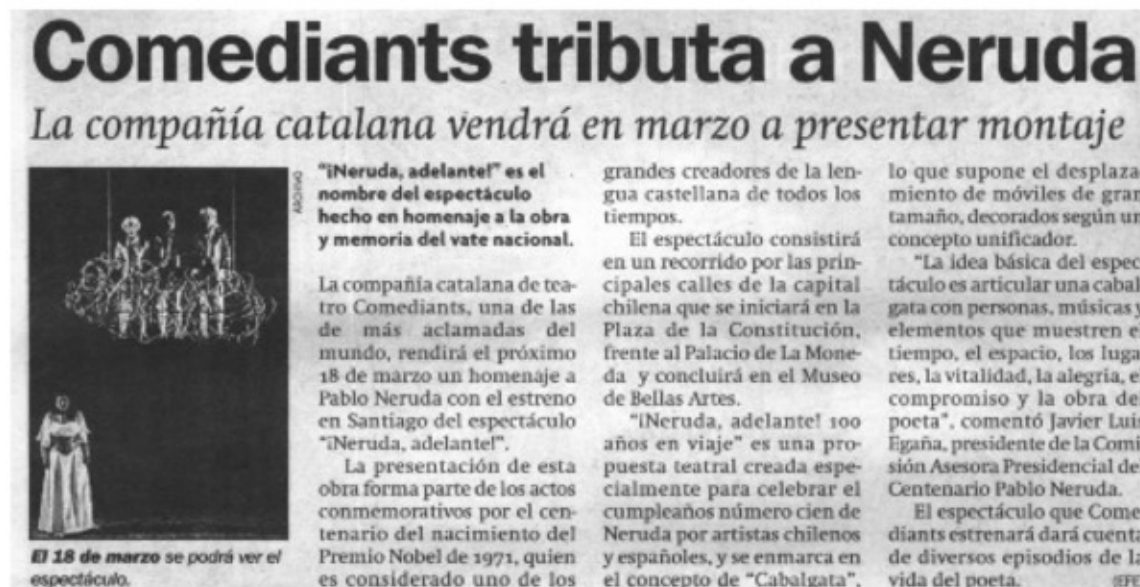 Comediants tributa a Neruda
La compañía catalana vendrá en marzo a presentar montaje
ARCHIVO
El 18 de marzo se podrá ver el
espectáculo.
"¡Neruda, adelante!" es el
nombre del espectáculo
hecho en homenaje a la obra
y memoria del vate nacional.
La compañía catalana de tea-
tro Comediants, una de las
de más aclamadas del
mundo, rendirá el próximo
18 de marzo un homenaje a
Pablo Neruda con el estreno
en Santiago del espectáculo
"¡Neruda, adelante!".
La presentación de esta
obra forma parte de los actos
conmemorativos por el cen-
tenario del nacimiento del
Premio Nobel de 1971, quien
es considerado uno de los
grandes creadores de la len-
gua castellana de todos los
tiempos.
El espectáculo consistirá
en un recorrido por las prin-
cipales calles de la capital
chilena que se iniciará en la
Plaza de la Constitución,
frente al Palacio de La Mone-
da y concluirá en el Museo
de Bellas Artes.
"¡Neruda, adelante! 100
años en viaje" es una pro-
puesta teatral creada espe-
cialmente para celebrar el
cumpleaños número cien de
Neruda por artistas chilenos
y españoles, y se enmarca en
el concepto de "Cabalgata",
lo que supone el desplaza
miento de móviles de gran
tamaño, decorados según un
concepto unificador.
"La idea básica del espec
táculo es articular una cabal
gata con personas, músicas y
elementos que muestren el
tiempo, el espacio, los luga
res, la vitalidad, la alegría, el
compromiso y la obra del
poeta", comentó Javier Luis
Egaña, presidente de la Comi
sión Asesora Presidencial del
Centenario Pablo Neruda.
El espectáculo que Come
diants estrenará dará cuenta
de diversos episodios de la
vida del poeta.